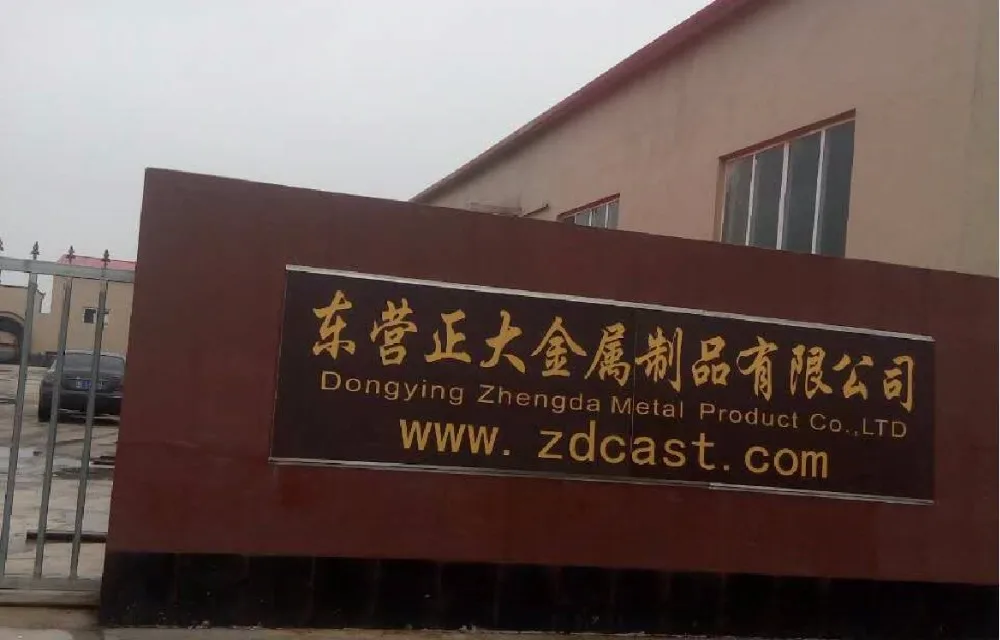 东营正大金属制品有限公司
Dongying Zhengda Metal Product Co.,LTD
www.zdcast.com